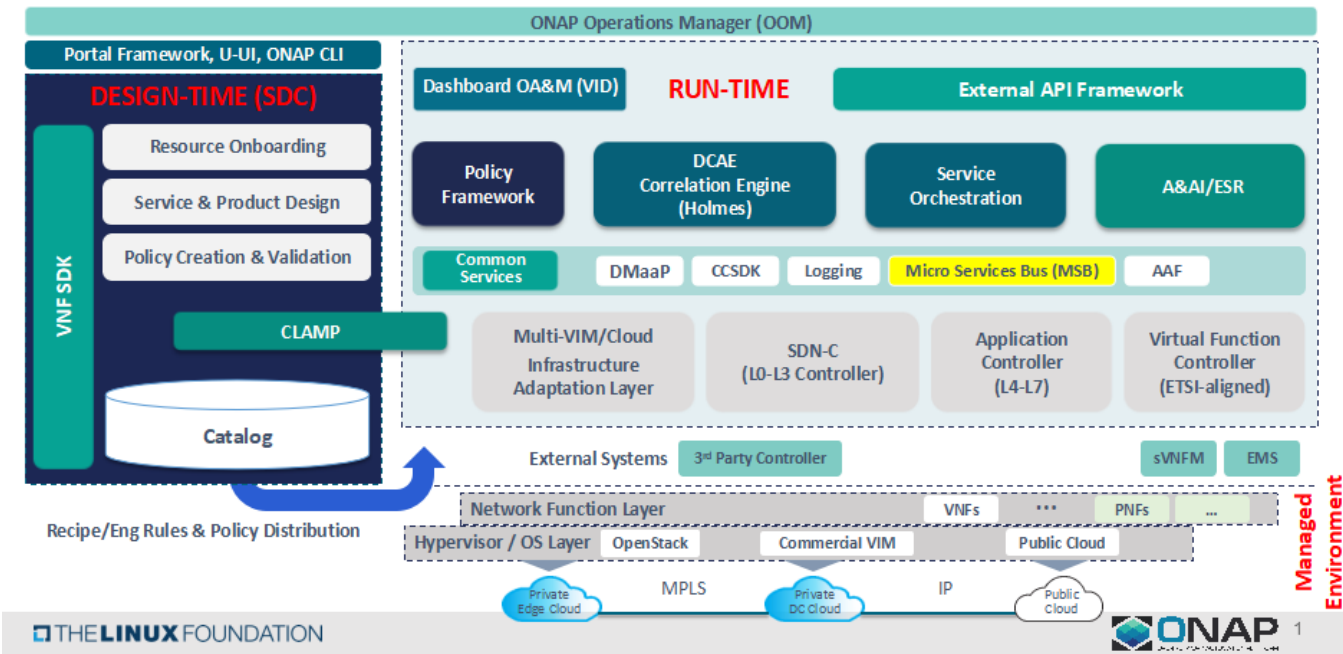 ONAP Operations Manager (OOM)
Portal Framework, U-UI, ONAP CLI
DESIGN-TIME (SDC)
VNF SDK
Resource Onboarding
Service & Product Design
Policy Creation & Validation
CLAMP
Catalog
Recipe/Eng Rules & Policy Distribution
Dashboard OA&M (VID)
RUN-TIME
External API Framework
Policy
Framework
DCAE
Correlation Engine
(Holmes)
Service
Orchestration
A&AI/ESR
Common
Services
DMaaP
CCSDK
Logging
Micro Services Bus (MSB)
AAF
Multi-VIM/Cloud
Infrastructure
Adaptation Layer
SDN-C
(L0-L3 Controller)
Application
Controller
(L4-L7)
Virtual Function
Controller
(ETSI-aligned)
External Systems
3rd Party Controller
sVNFM
EMS
Network Function Layer
VNFs
...
PNFs
...
Hypervisor / OS Layer
OpenStack
Commercial VIM
Public Cloud
Private
Edge Cloud
MPLS
Private
DC Cloud
IP
Public
Cloud
Managed
Environment
THE LINUX FOUNDATION
ONAP
1